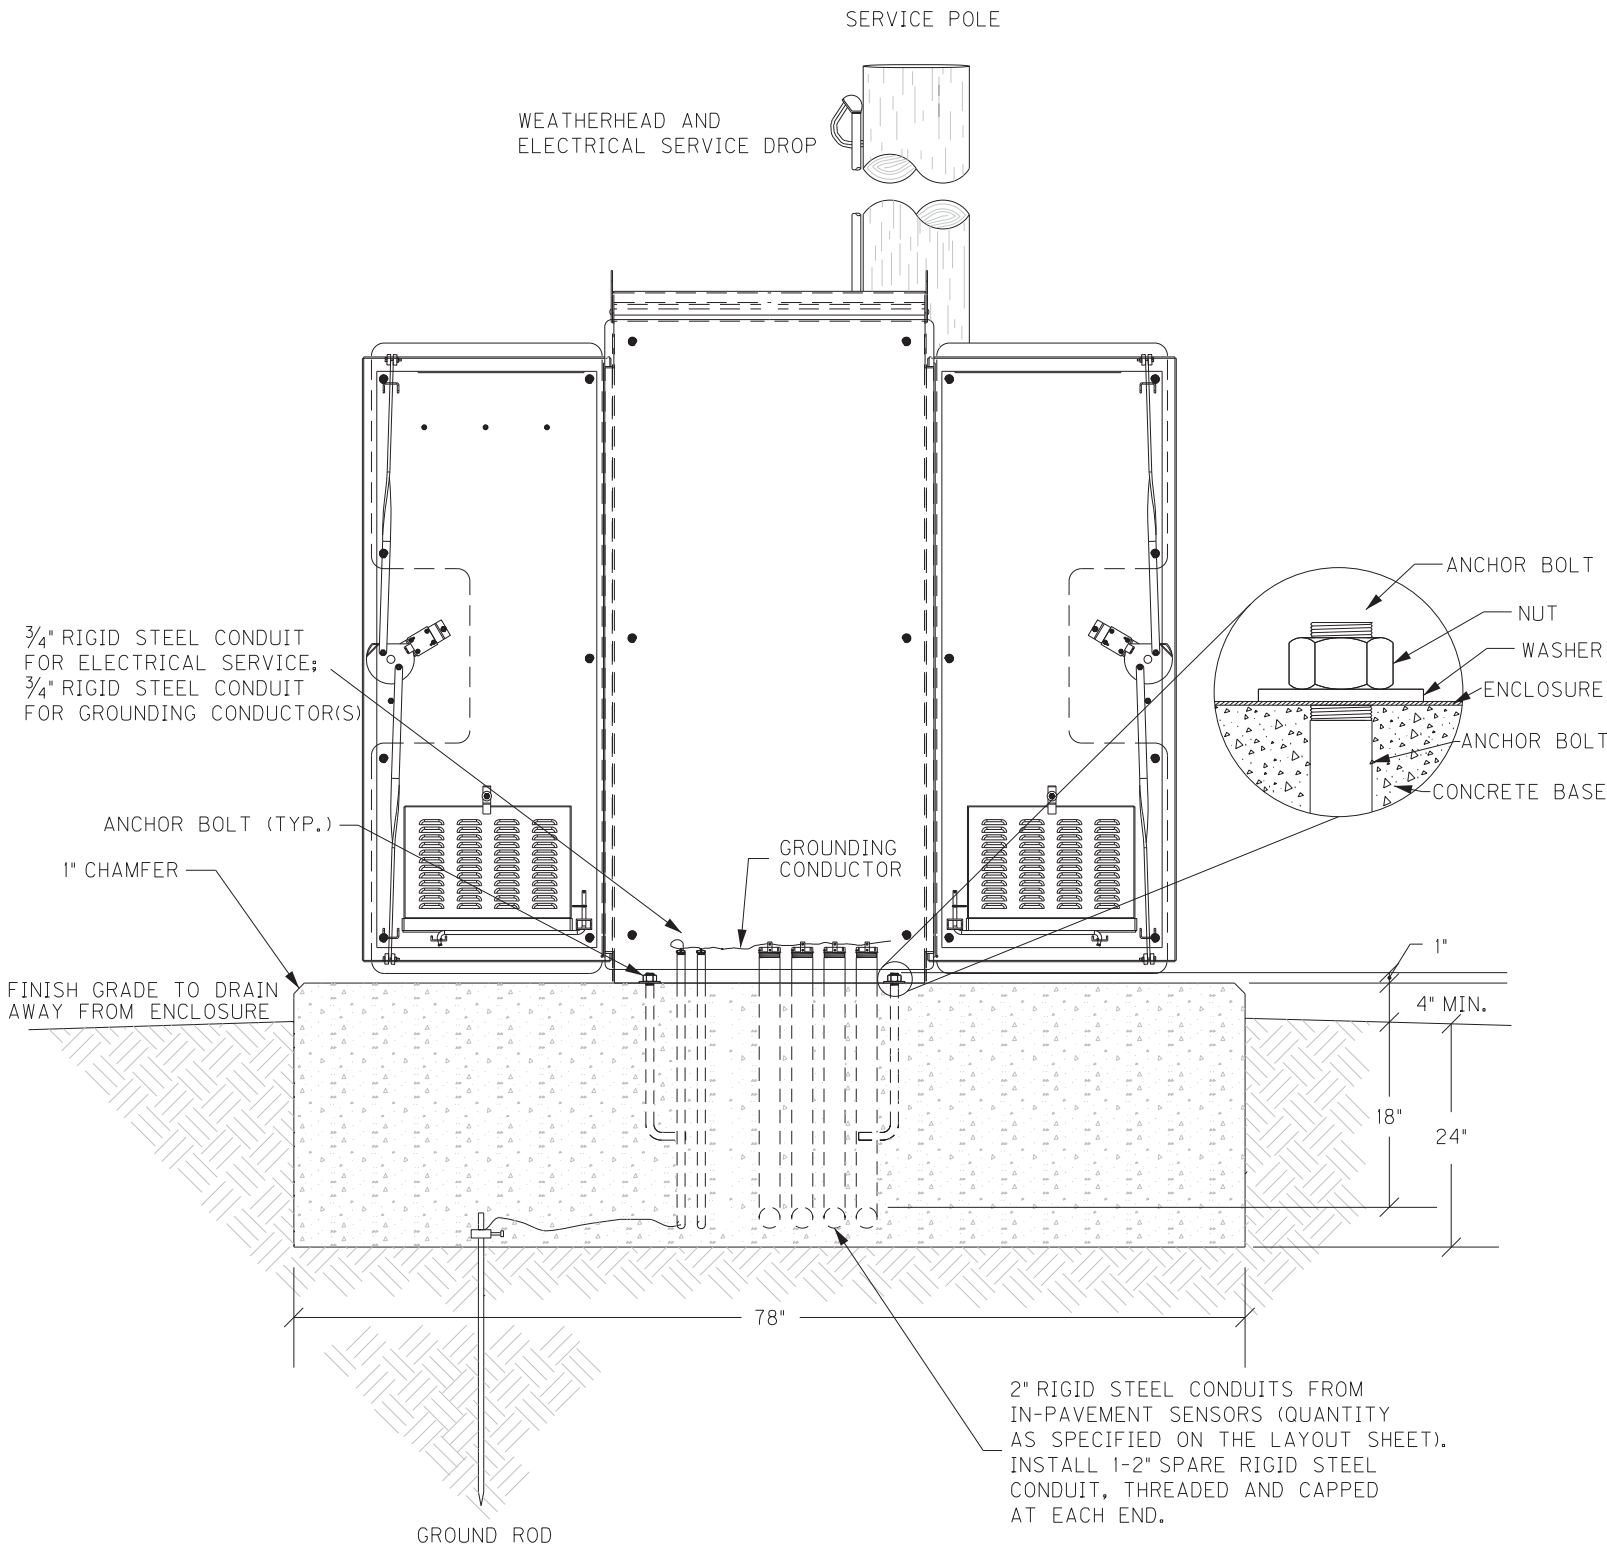 SERVICE POLE
WEATHERHEAD AND
ELECTRICAL SERVICE DROP
3/4" RIGID STEEL CONDUIT
FOR ELECTRICAL SERVICE;
3/4" RIGID STEEL CONDUIT
FOR GROUNDING CONDUCTOR(S)
ANCHOR BOLT (TYP.)
1" CHAMFER
FINISH GRADE TO DRAIN
AWAY FROM ENCLOSURE
GROUNDING
CONDUCTOR
ANCHOR BOLT
NUT
WASHER
ENCLOSURE
ANCHOR BOLT
CONCRETE BASE
1"
4" MIN.
18"
24"
78"
2" RIGID STEEL CONDUITS FROM
IN-PAVEMENT SENSORS (QUANTITY
AS SPECIFIED ON THE LAYOUT SHEET).
INSTALL 1-2" SPARE RIGID STEEL
CONDUIT, THREADED AND CAPPED
AT EACH END.
GROUND ROD